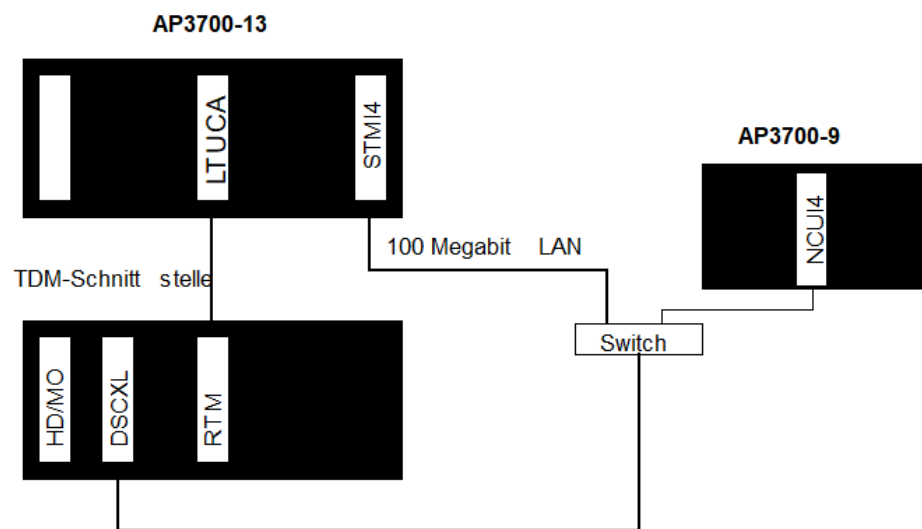 AP3700-13
LTUCA
STMI4
AP3700-9
NCUI4
100 Megabit LAN
TDM-Schnitt stelle
Switch
HD/MO
DSCXL
RTM